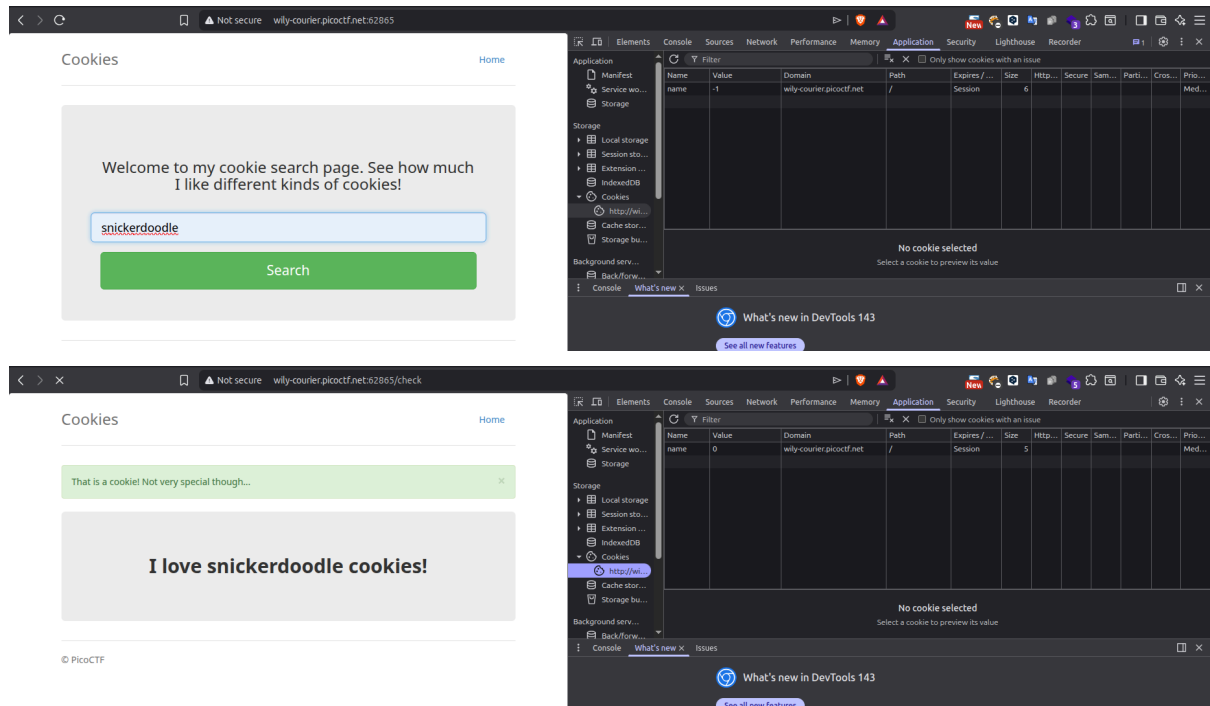 Not secure wily-courier.picoctf.net:62865
New
3
Elements Console Sources Network Performance Memory Application Security Lighthouse Recorder 1
Cookies Home
Application
Manifest
Service wo...
Storage
Storage
Local storage
Session sto...
Extension ...
IndexedDB
Cookies
http://wi...
Cache stor...
Storage bu...
Background serv...
Back/forw...
Filter Only show cookies with an issue
Name Value Domain Path Expires / ... Size Http... Secure Sam... Parti... Cros... Prio...
name -1 wily-courier.picoctf.net / Session 6 Med...
Welcome to my cookie search page. See how much
I like different kinds of cookies!
snickerdoodle
Search
No cookie selected
Select a cookie to preview its value
Console What's new Issues
What's new in DevTools 143
See all new features
Not secure wily-courier.picoctf.net:62865/check
New
5
Elements Console Sources Network Performance Memory Application Security Lighthouse Recorder
Cookies Home
Application
Manifest
Service wo...
Storage
Storage
Local storage
Session sto...
Extension ...
IndexedDB
Cookies
http://wi...
Cache stor...
Storage bu...
Background serv...
Back/forw...
Filter Only show cookies with an issue
Name Value Domain Path Expires / ... Size Http... Secure Sam... Parti... Cros... Prio...
name 0 wily-courier.picoctf.net / Session 5 Med...
That is a cookie! Not very special though... ×
I love snickerdoodle cookies!
© PicoCTF
No cookie selected
Select a cookie to preview its value
Console What's new Issues
What's new in DevTools 143
See all new features